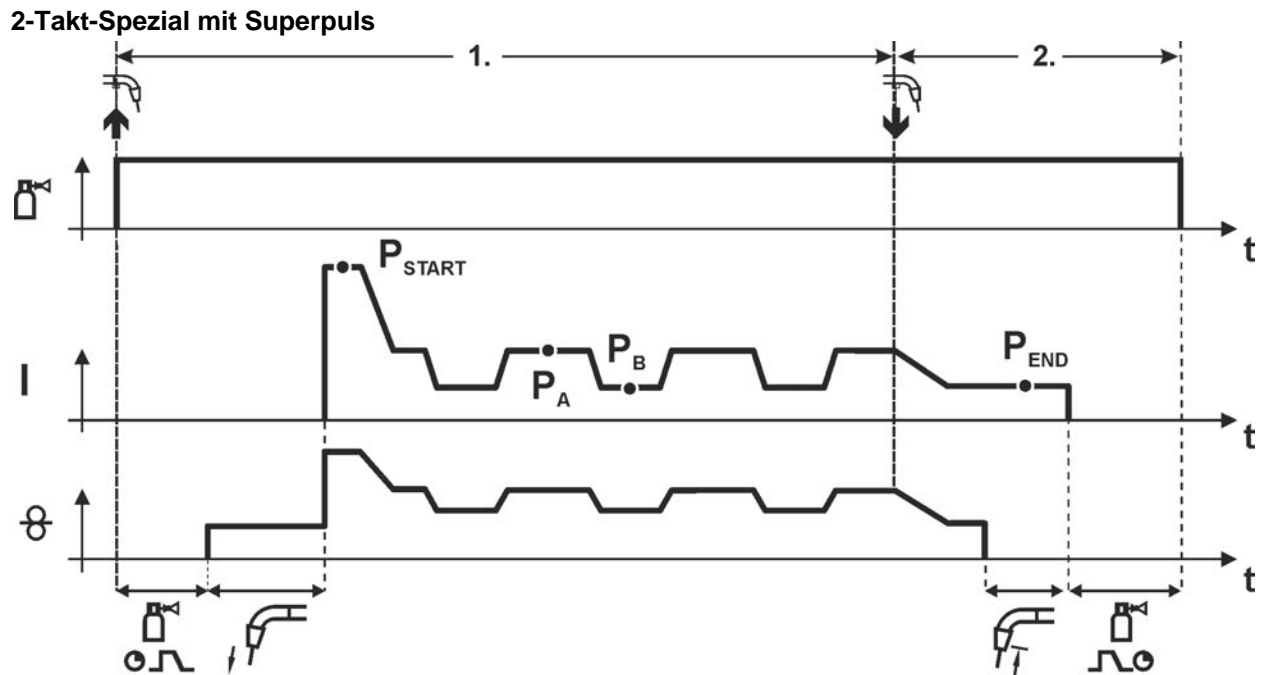 2-Takt-Spezial mit Superpuls
1. 2.
t
P_START
P_A
P_B
P_END
I
t
t